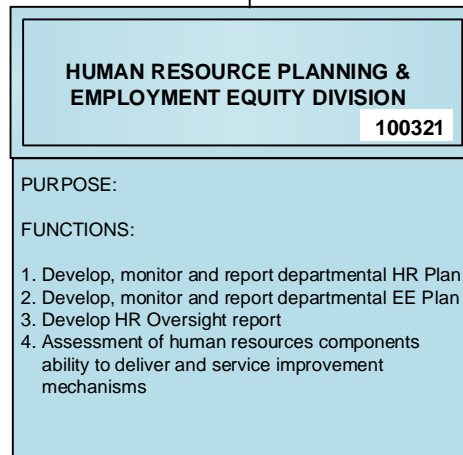 HUMAN RESOURCE PLANNING &
EMPLOYMENT EQUITY DIVISION
100321
PURPOSE:
FUNCTIONS:
1. Develop, monitor and report departmental HR Plan
2. Develop, monitor and report departmental EE Plan
3. Develop HR Oversight report
4. Assessment of human resources components
ability to deliver and service improvement
mechanisms